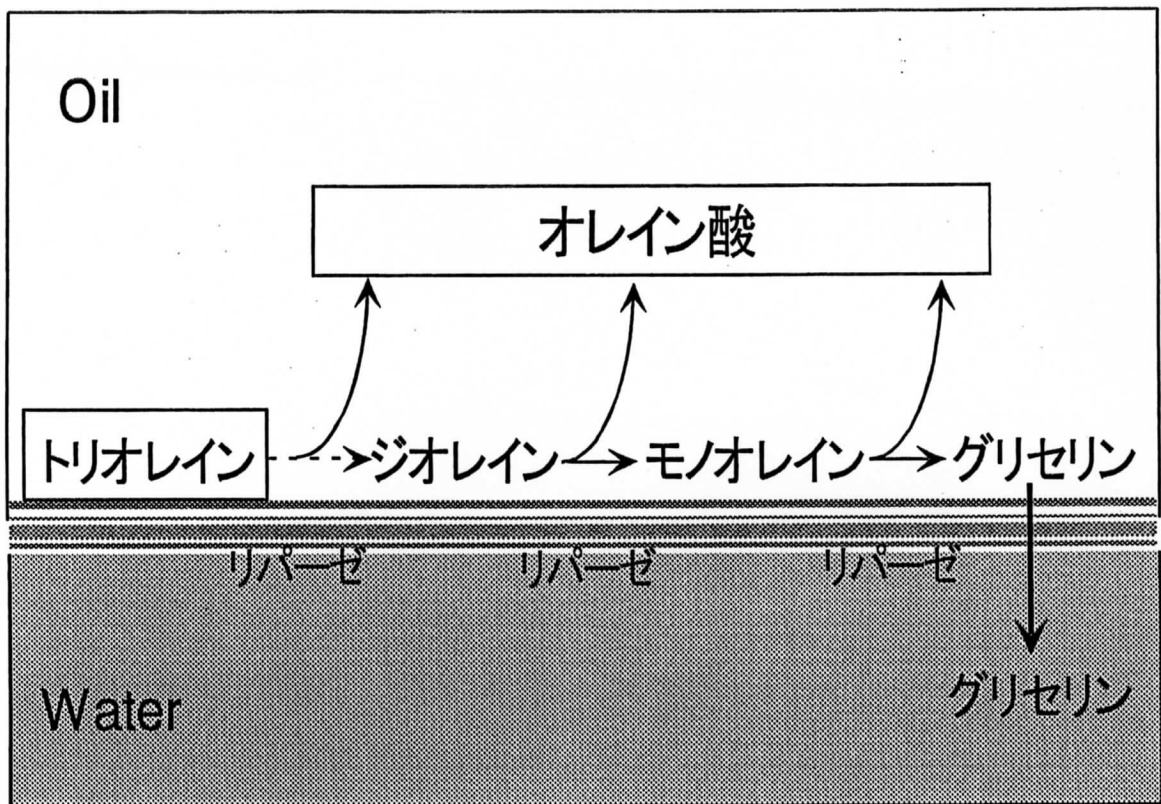 Oil
オレイン酸
トリオレイン
ジオレイン
モノオレイン
グリセリン
リパーゼ
リパーゼ
リパーゼ
Water
グリセリン